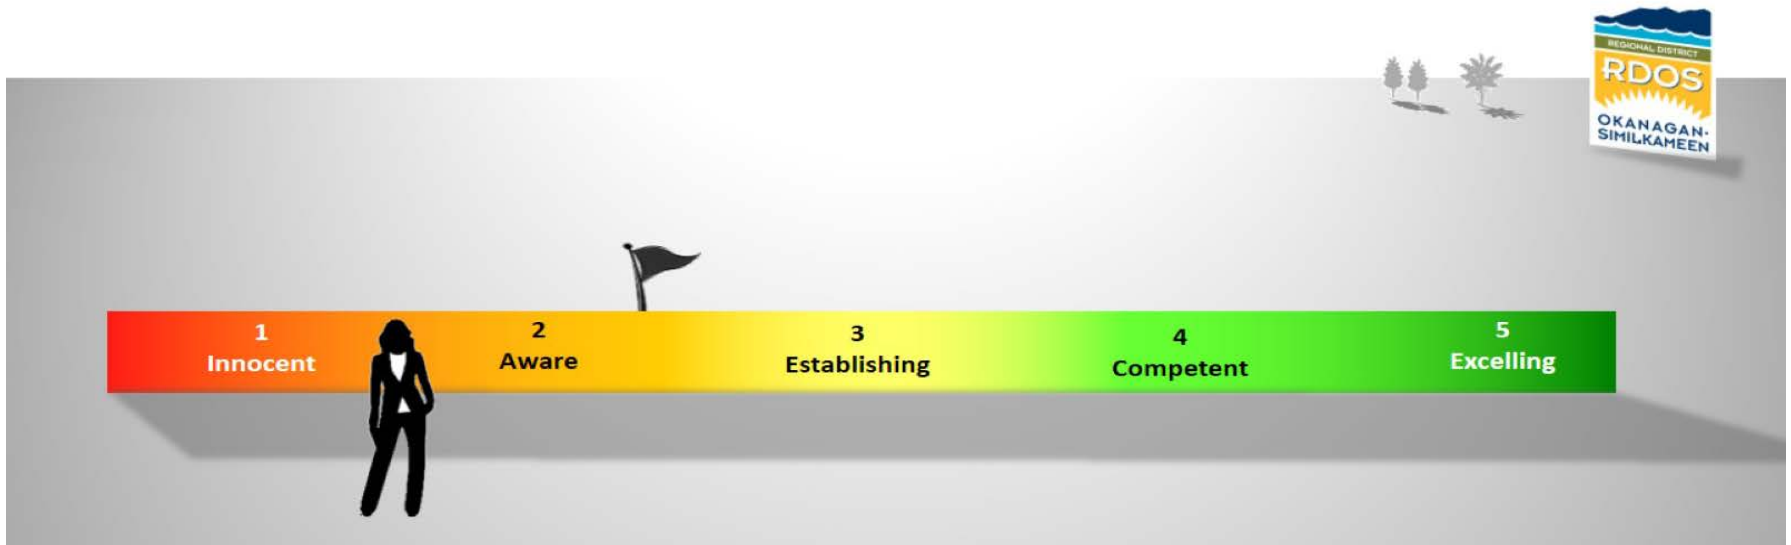 REGIONAL DISTRICT
RDOS
OKANAGAN-
SIMILKAMEEN
1
Innocent
2
Aware
3
Establishing
4
Competent
5
Excelling